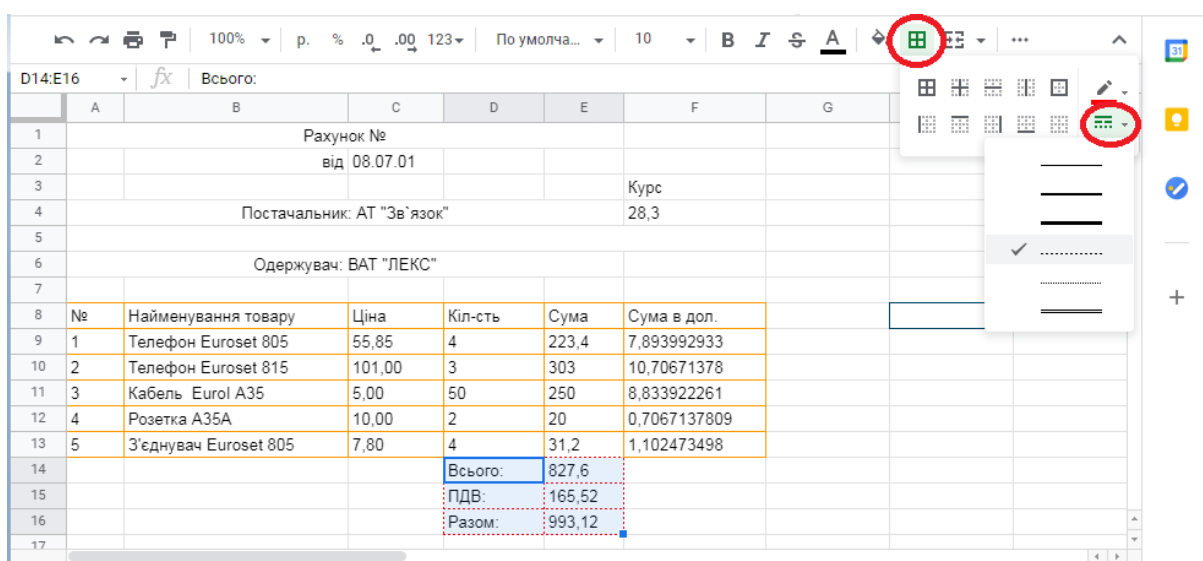 100% р. % .0 .00 123 По умолча... 10 B I S A
31
D14:E16 fx Всього:
A B C D E F G
1 Рахунок №
2 від 08.07.01
3 Курс
4 Постачальник: АТ "Зв`язок" 28,3
5
6 Одержувач: ВАТ "ЛЕКС"
7
8 № Найменування товару Ціна Кіл-сть Сума Сума в дол.
9 1 Телефон Euroset 805 55,85 4 223,4 7,893992933
10 2 Телефон Euroset 815 101,00 3 303 10,70671378
11 3 Кабель Eurol А35 5,00 50 250 8,833922261
12 4 Розетка А35А 10,00 2 20 0,7067137809
13 5 З'єднувач Euroset 805 7,80 4 31,2 1,102473498
14 Всього: 827,6
15 ПДВ: 165,52
16 Разом: 993,12
17